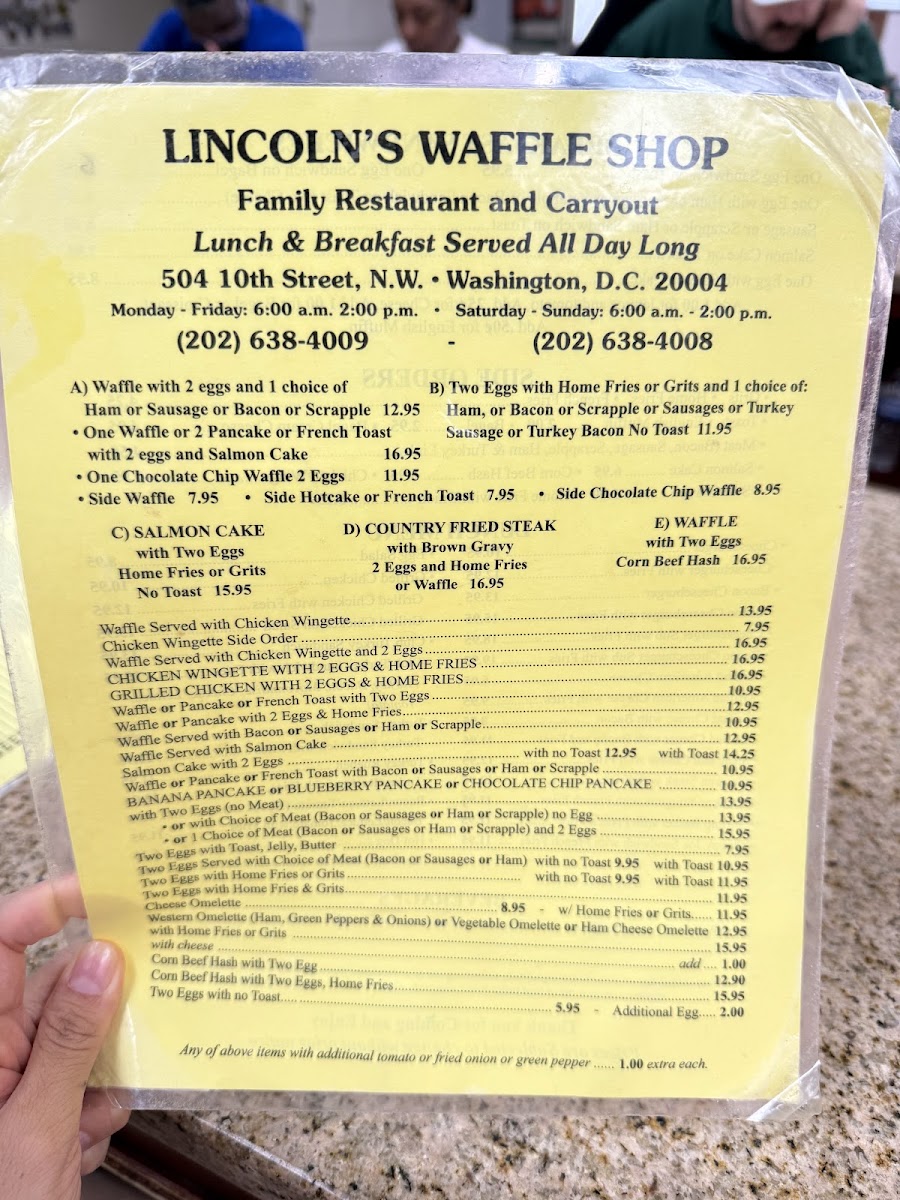 LINCOLN'S WAFFLE SHOP
Family Restaurant and Carryout
Lunch & Breakfast Served All Day Long
504 10th Street, N.W. • Washington, D.C. 20004
Monday - Friday: 6:00 a.m. 2:00 p.m. • Saturday - Sunday: 6:00 a.m. - 2:00 p.m.
(202) 638-4009 - (202) 638-4008
A) Waffle with 2 eggs and 1 choice of
Ham or Sausage or Bacon or Scrapple 12.95
• One Waffle or 2 Pancake or French Toast
with 2 eggs and Salmon Cake 16.95
• One Chocolate Chip Waffle 2 Eggs 11.95
B) Two Eggs with Home Fries or Grits and 1 choice of:
Ham, or Bacon or Scrapple or Sausages or Turkey
Sausage or Turkey Bacon No Toast 11.95
• Side Waffle 7.95 • Side Hotcake or French Toast 7.95 • Side Chocolate Chip Waffle 8.95
C) SALMON CAKE
with Two Eggs
Home Fries or Grits
No Toast 15.95
D) COUNTRY FRIED STEAK
with Brown Gravy
2 Eggs and Home Fries
or Waffle 16.95
E) WAFFLE
with Two Eggs
Corn Beef Hash 16.95
Waffle Served with Chicken Wingette 13.95
Chicken Wingette Side Order 7.95
Waffle Served with Chicken Wingette and 2 Eggs 16.95
CHICKEN WINGETTE WITH 2 EGGS & HOME FRIES 16.95
GRILLED CHICKEN WITH 2 EGGS & HOME FRIES 16.95
Waffle or Pancake or French Toast with Two Eggs 10.95
Waffle or Pancake with 2 Eggs & Home Fries 12.95
Waffle Served with Bacon or Sausages or Ham or Scrapple 10.95
Waffle Served with Salmon Cake 12.95
Salmon Cake with 2 Eggs with no Toast 12.95 with Toast 14.25
Waffle or Pancake or French Toast with Bacon or Sausages or Ham or Scrapple 10.95
BANANA PANCAKE or BLUEBERRY PANCAKE or CHOCOLATE CHIP PANCAKE 10.95
with Two Eggs (no Meat) 13.95
• or with Choice of Meat (Bacon or Sausages or Ham or Scrapple) no Egg 13.95
• or 1 Choice of Meat (Bacon or Sausages or Ham or Scrapple) and 2 Eggs 15.95
Two Eggs with Toast, Jelly, Butter 7.95
Two Eggs Served with Choice of Meat (Bacon or Sausages or Ham) with no Toast 9.95 with Toast 10.95
Two Eggs with Home Fries or Grits with no Toast 9.95 with Toast 11.95
Two Eggs with Home Fries & Grits 11.95
Cheese Omelette 8.95 - w/ Home Fries or Grits 11.95
Western Omelette (Ham, Green Peppers & Onions) or Vegetable Omelette or Ham Cheese Omelette 12.95
with Home Fries or Grits 15.95
with cheese add 1.00
Corn Beef Hash with Two Egg 12.90
Corn Beef Hash with Two Eggs, Home Fries 15.95
Two Eggs with no Toast 5.95 - Additional Egg 2.00
Any of above items with additional tomato or fried onion or green pepper ...... 1.00 extra each.